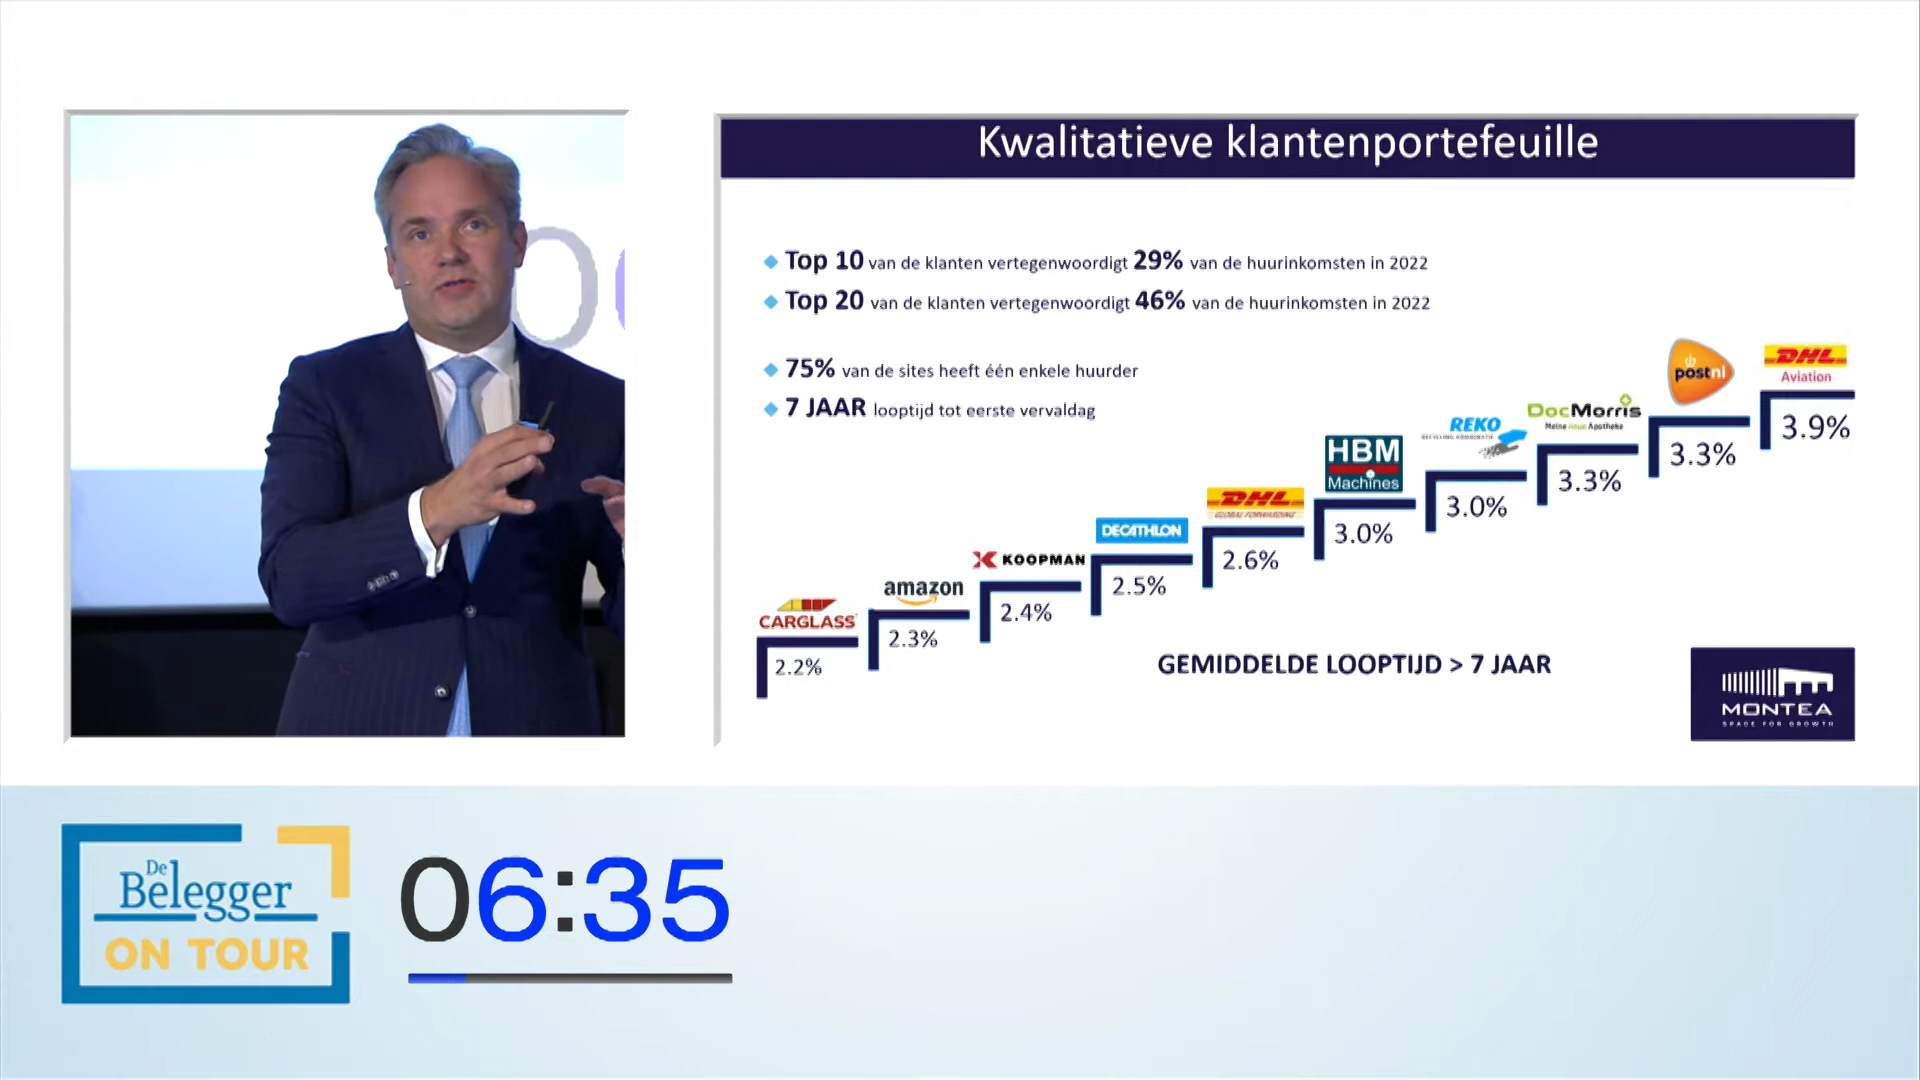 Kwalitatieve klantenportefeuille
Top 10 van de klanten vertegenwoordigt 29% van de huurinkomsten in 2022
Top 20 van de klanten vertegenwoordigt 46% van de huurinkomsten in 2022
75% van de sites heeft één enkele huurder
7 JAAR looptijd tot eerste vervaldag
CARGLASS
2.2%
amazon
2.3%
KOOPMAN
2.4%
DECATHLON
2.5%
DHL
GLOBAL FORWARDING
2.6%
HBM
Machines
3.0%
REKO
3.0%
DocMorris
Meine neue Apotheke
3.3%
postnl
3.3%
DHL
Aviation
3.9%
GEMIDDELDE LOOPTIJD > 7 JAAR
MONTEA
SPACE FOR GROWTH
De
Belegger
ON TOUR
06:35